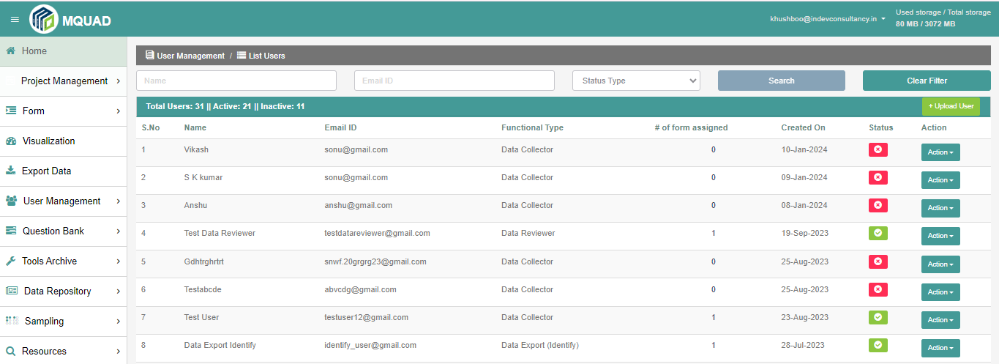 MQUAD
khushboo@indevconsultancy.in
Used storage / Total storage
80 MB / 3072 MB
Home
Project Management
Form
Visualization
Export Data
User Management
Question Bank
Tools Archive
Data Repository
Sampling
Resources
User Management / List Users
Name Email ID Status Type Search Clear Filter
Total Users: 31 || Active: 21 || Inactive: 11 + Upload User
S.No Name Email ID Functional Type # of form assigned Created On Status Action
1 Vikash sonu@gmail.com Data Collector 0 10-Jan-2024 Action
2 S K kumar sonu@gmail.com Data Collector 0 09-Jan-2024 Action
3 Anshu anshu@gmail.com Data Collector 0 08-Jan-2024 Action
4 Test Data Reviewer testdatareviewer@gmail.com Data Reviewer 1 19-Sep-2023 Action
5 Gdhtrghrtrt snwf.20grgrg23@gmail.com Data Collector 0 25-Aug-2023 Action
6 Testabcde abvcdg@gmail.com Data Collector 0 25-Aug-2023 Action
7 Test User testuser12@gmail.com Data Collector 1 23-Aug-2023 Action
8 Data Export Identify identify_user@gmail.com Data Export (Identify) 1 28-Jul-2023 Action